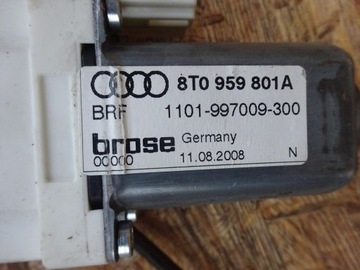 8T0 959 801A
BRF 1101-997009-300
brose Germany
00000 11.08.2008 N